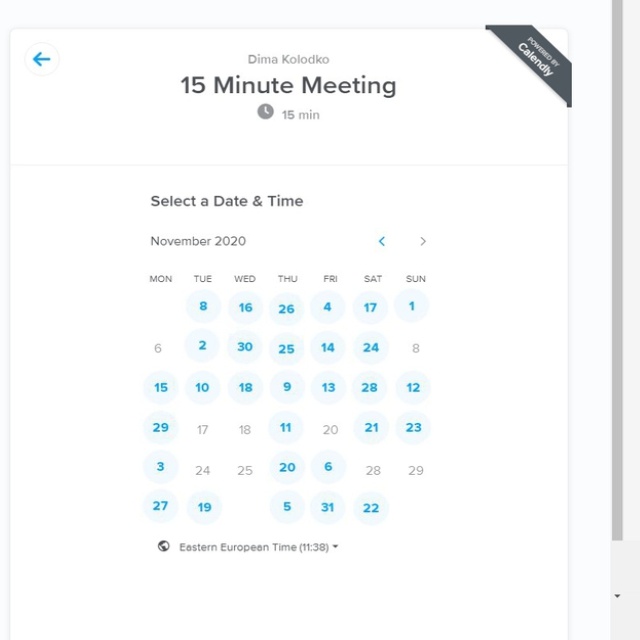 POWERED BY
Calendly
Dima Kolodko
15 Minute Meeting
15 min
Select a Date & Time
November 2020
MON TUE WED THU FRI SAT SUN
8 16 26 4 17 1
6 2 30 25 14 24 8
15 10 18 9 13 28 12
29 17 18 11 20 21 23
3 24 25 20 6 28 29
27 19 5 31 22
Eastern European Time (11:38)